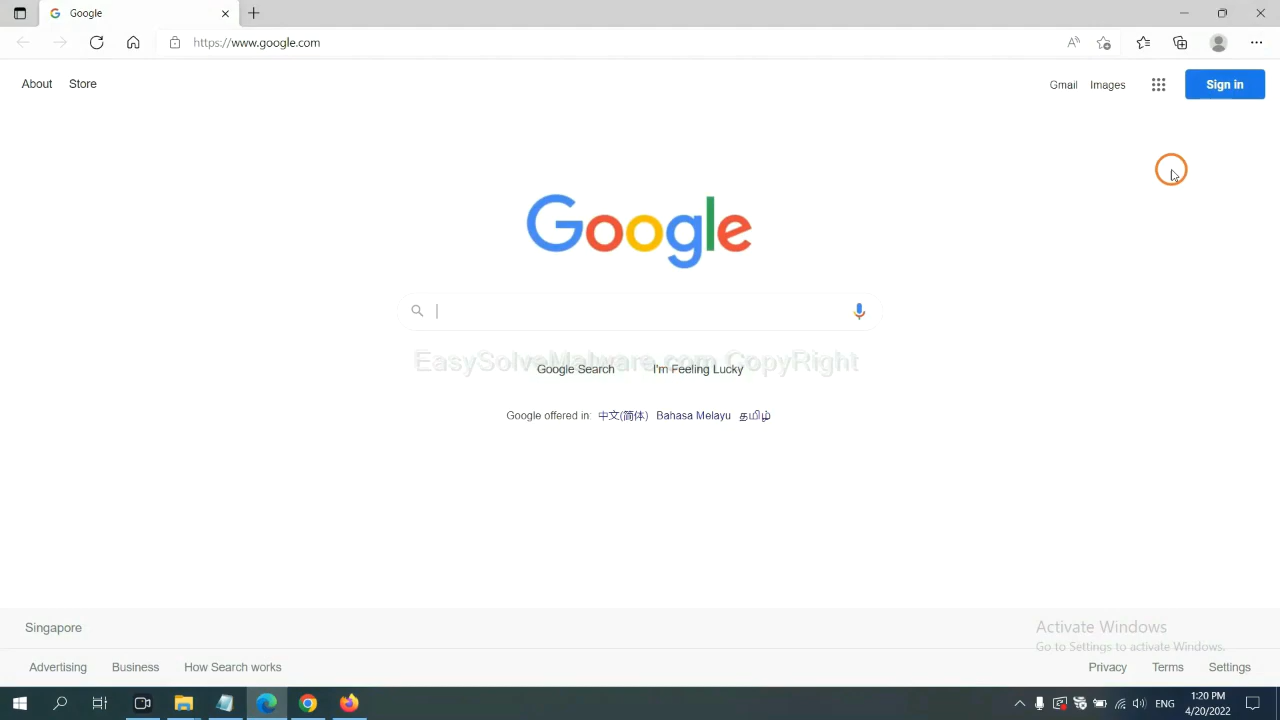 Google
https://www.google.com
About Store
Gmail Images Sign in
Google
EasySolveMalware.com CopyRight
Google Search I'm Feeling Lucky
Google offered in: 中文(简体) Bahasa Melayu தமிழ்
Singapore
Activate Windows
Go to Settings to activate Windows.
Advertising Business How Search works
Privacy Terms Settings
ENG
1:20 PM
4/20/2022